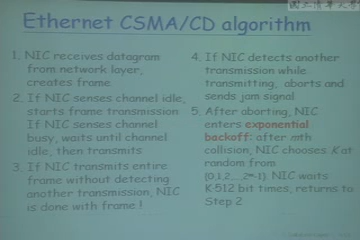 Ethernet CSMA/CD algorithm
1. NIC receives datagram
from network layer,
creates frame
2. If NIC senses channel idle,
starts frame transmission
If NIC senses channel
busy, waits until channel
idle, then transmits
3. If NIC transmits entire
frame without detecting
another transmission, NIC
is done with frame !
4. If NIC detects another
transmission while
transmitting, aborts and
sends jam signal
5. After aborting, NIC
enters exponential
backoff: after mth
collision, NIC chooses K at
random from
{0,1,2,…,2ᵐ-1}. NIC waits
K·512 bit times, returns to
Step 2